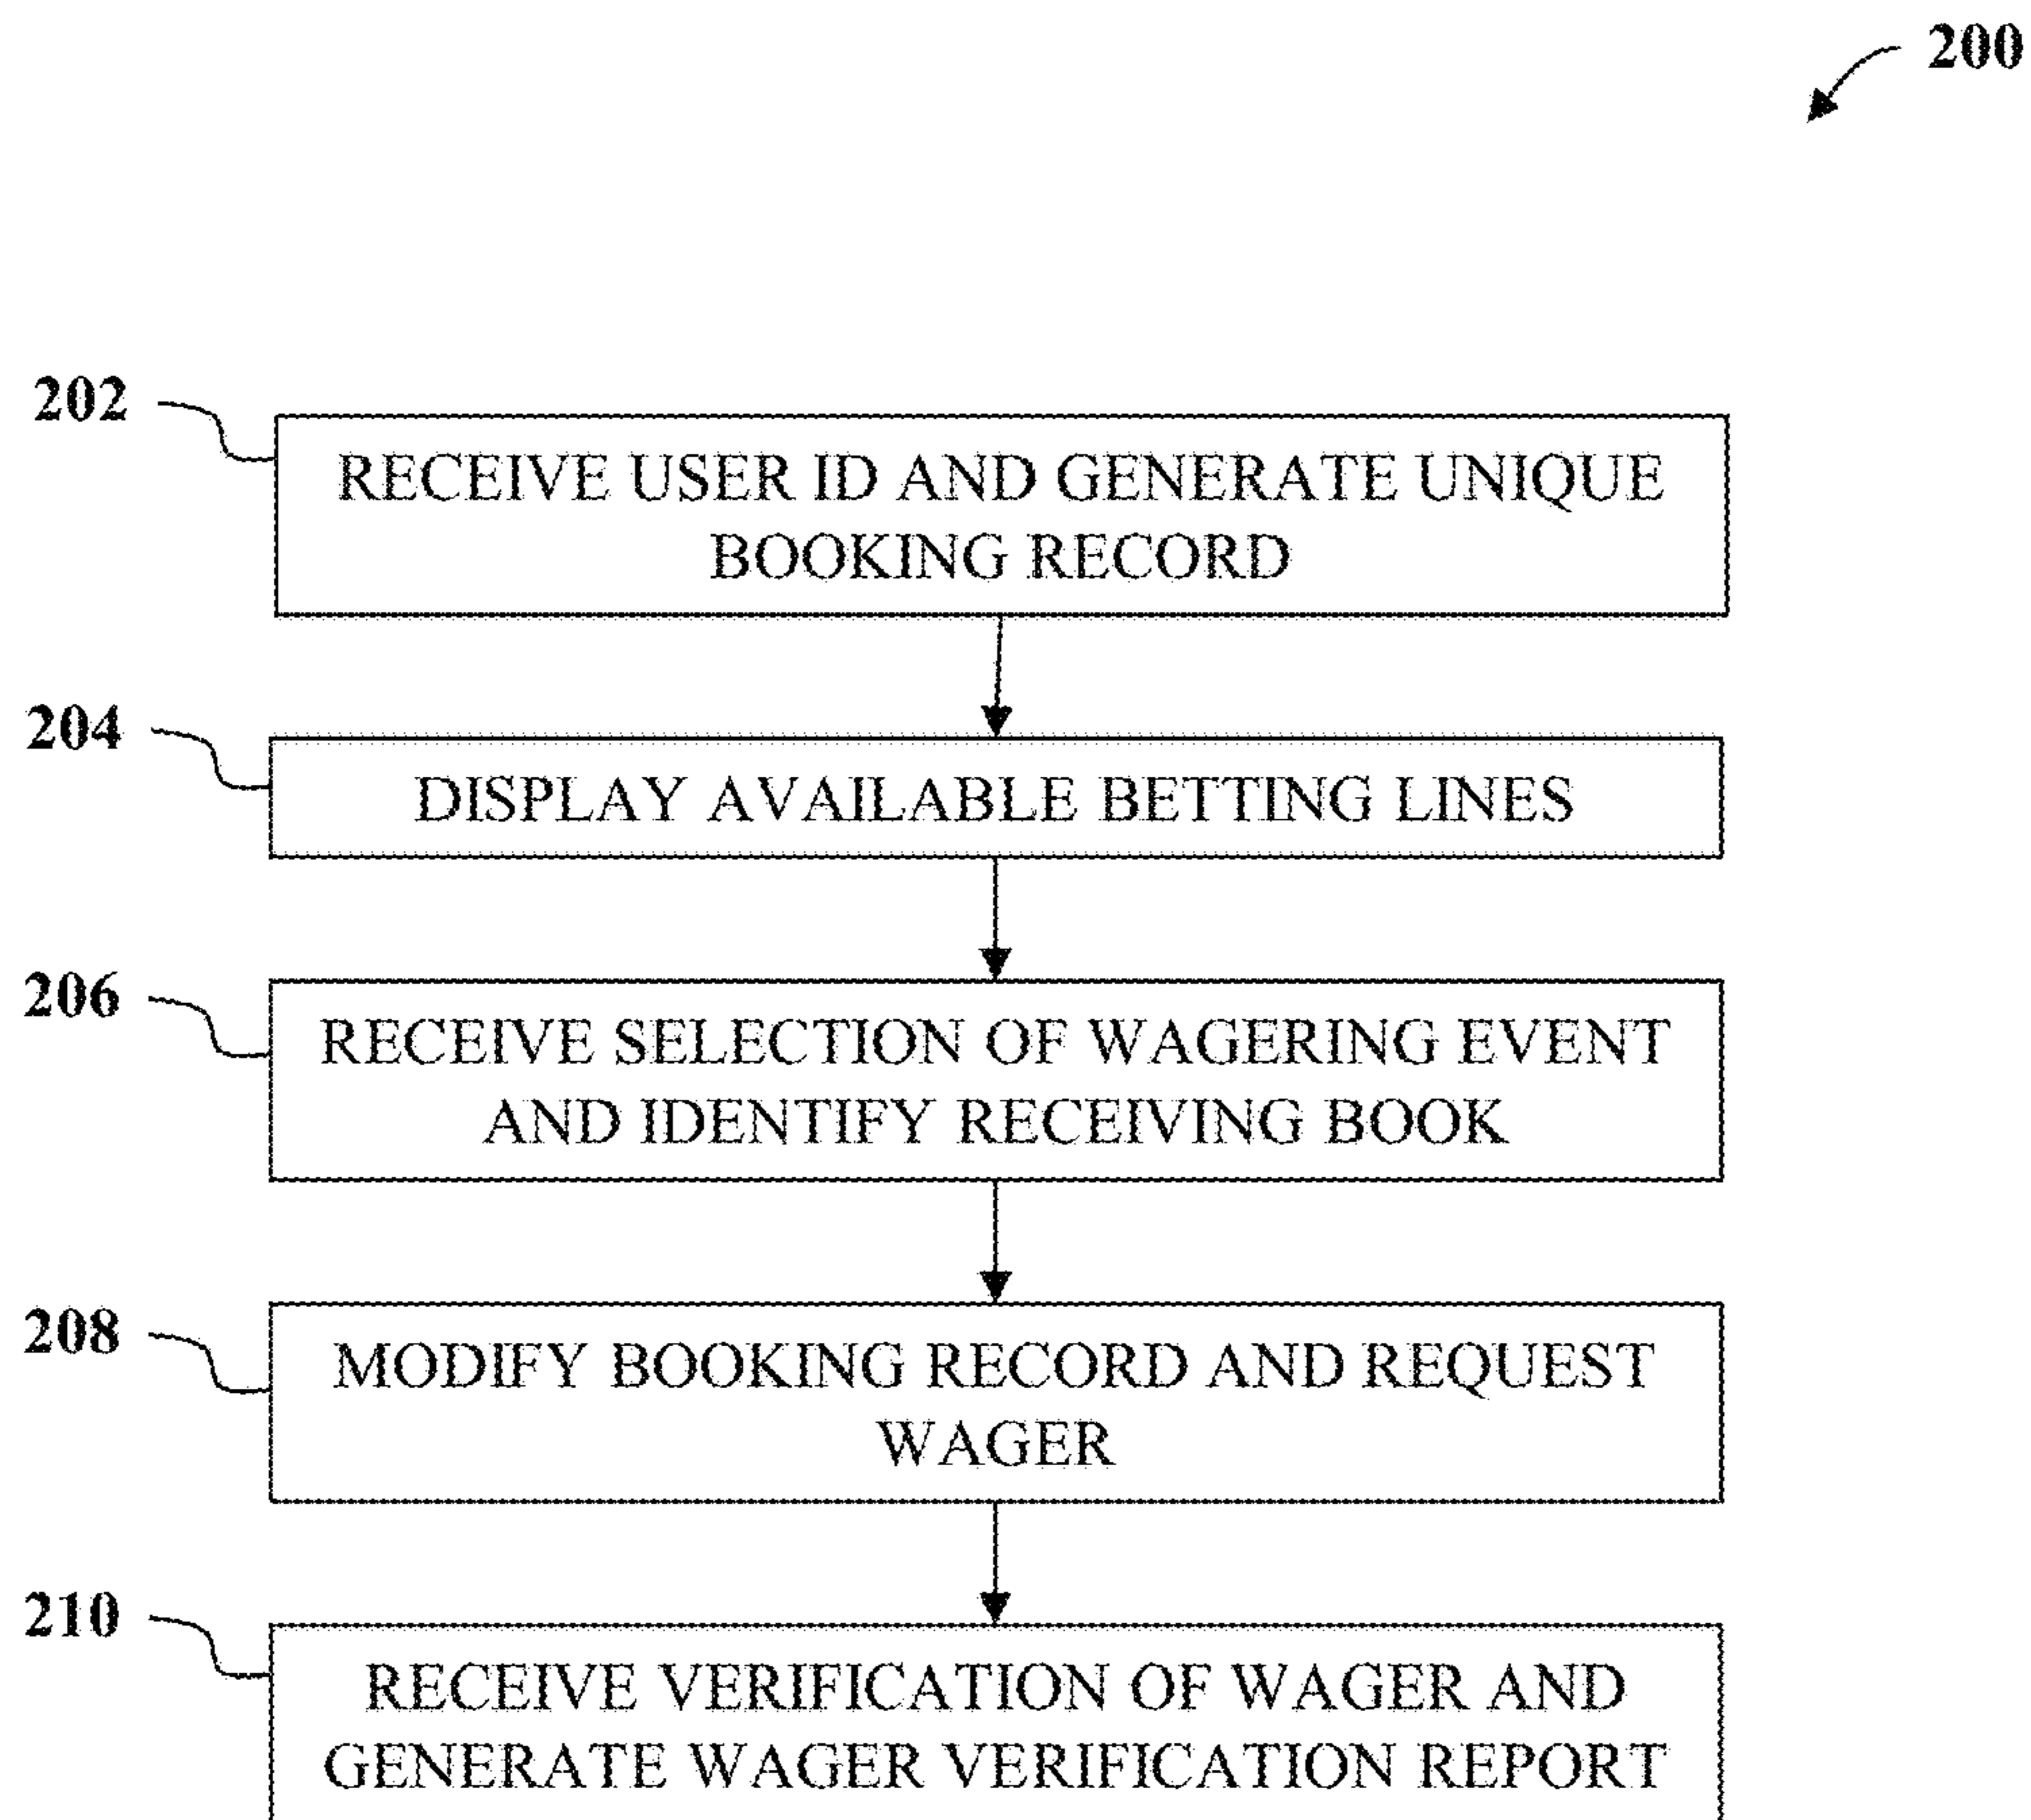 200
202
RECEIVE USER ID AND GENERATE UNIQUE
BOOKING RECORD
204
DISPLAY AVAILABLE BETTING LINES
206
RECEIVE SELECTION OF WAGERING EVENT
AND IDENTIFY RECEIVING BOOK
208
MODIFY BOOKING RECORD AND REQUEST
WAGER
210
RECEIVE VERIFICATION OF WAGER AND
GENERATE WAGER VERIFICATION REPORT